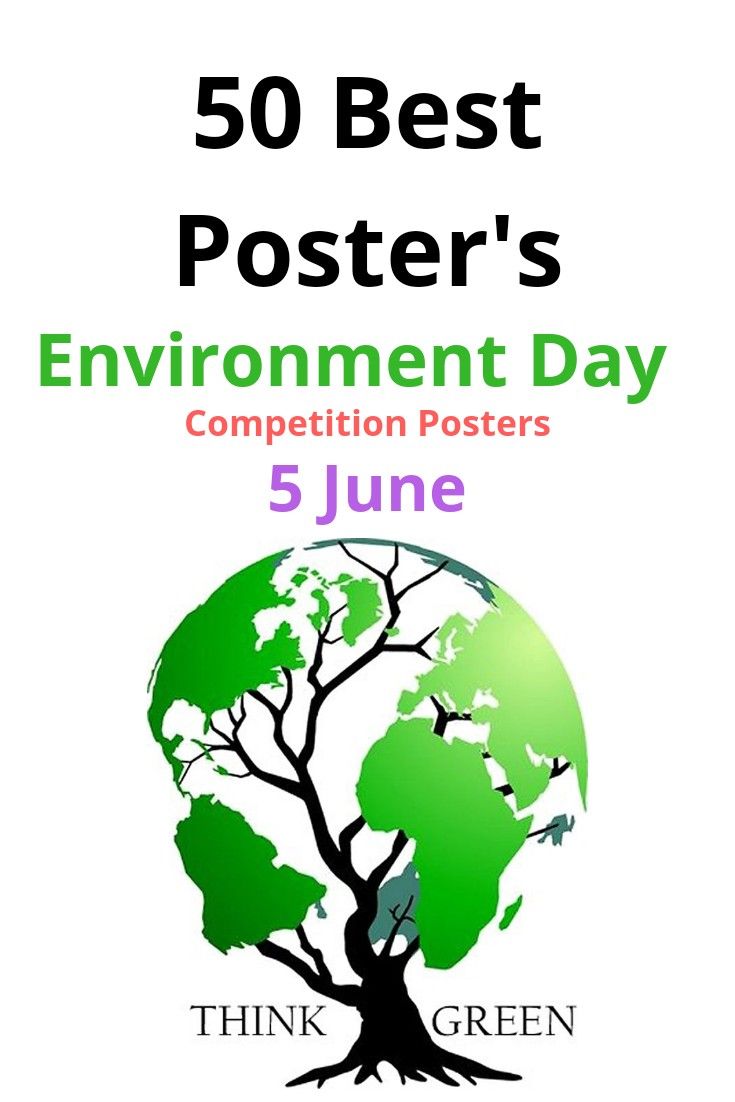 50 Best
Poster's
Environment Day
Competition Posters
5 June
THINK GREEN